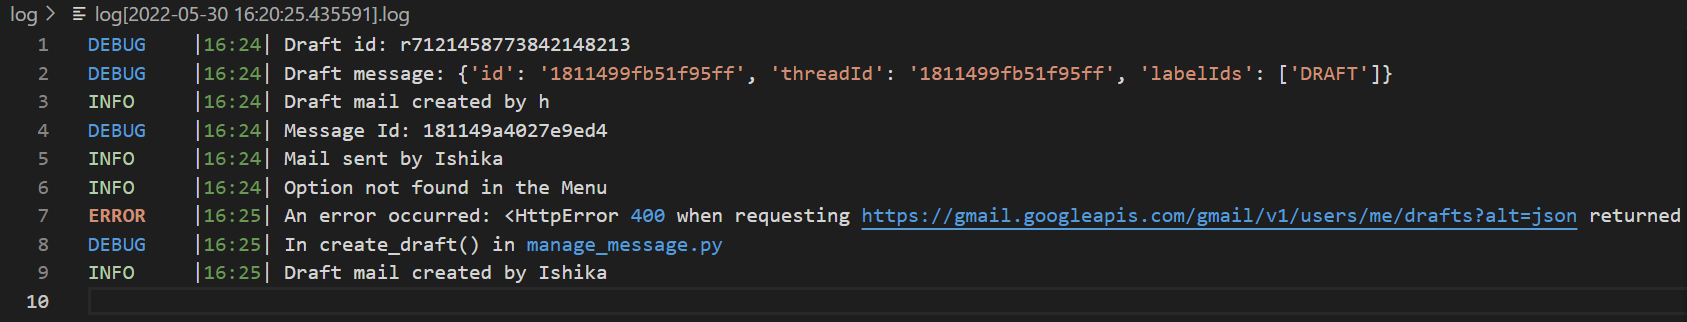 log > log[2022-05-30 16:20:25.435591].log
1 DEBUG |16:24| Draft id: r7121458773842148213
2 DEBUG |16:24| Draft message: {'id': '1811499fb51f95ff', 'threadId': '1811499fb51f95ff', 'labelIds': ['DRAFT']}
3 INFO |16:24| Draft mail created by h
4 DEBUG |16:24| Message Id: 181149a4027e9ed4
5 INFO |16:24| Mail sent by Ishika
6 INFO |16:24| Option not found in the Menu
7 ERROR |16:25| An error occurred: <HttpError 400 when requesting https://gmail.googleapis.com/gmail/v1/users/me/drafts?alt=json returned
8 DEBUG |16:25| In create_draft() in manage_message.py
9 INFO |16:25| Draft mail created by Ishika
10